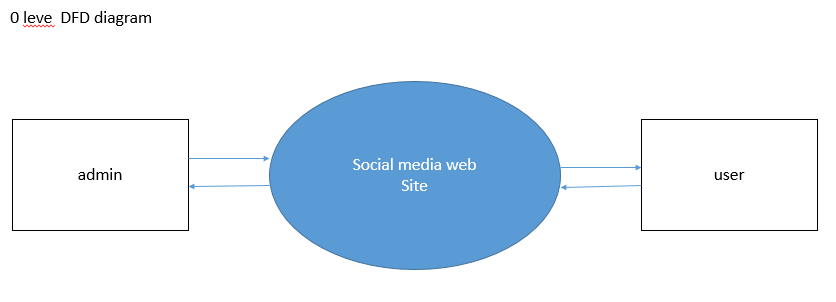 0 leve DFD diagram
admin
Social media web
Site
user